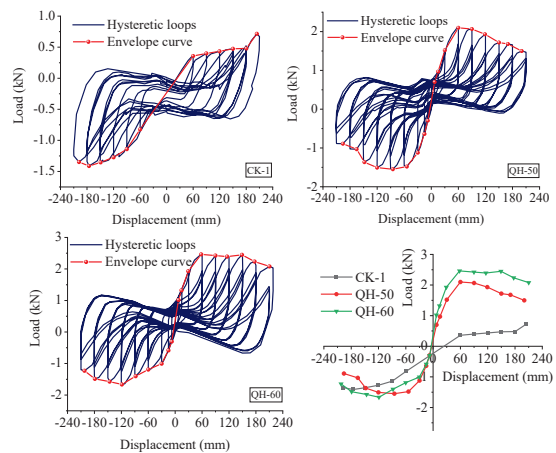 Hysteretic loops
Envelope curve
1.0
0.5
0.0
-0.5
-1.0
-1.5
Load (kN)
-240 -180 -120 -60 0 60 120 180 240
Displacement (mm)
CK-1
Hysteretic loops
Envelope curve
2
1
0
-1
-2
Load (kN)
-240 -180 -120 -60 0 60 120 180 240
Displacement (mm)
QH-50
Hysteretic loops
Envelope curve
3
2
1
0
-1
-2
-3
Load (kN)
-240 -180 -120 -60 0 60 120 180 240
Displacement (mm)
QH-60
CK-1
QH-50
QH-60
3
2
1
0
-2
Load (kN)
-240 -180 -120 -60 60 120 180 240
Displacement (mm)